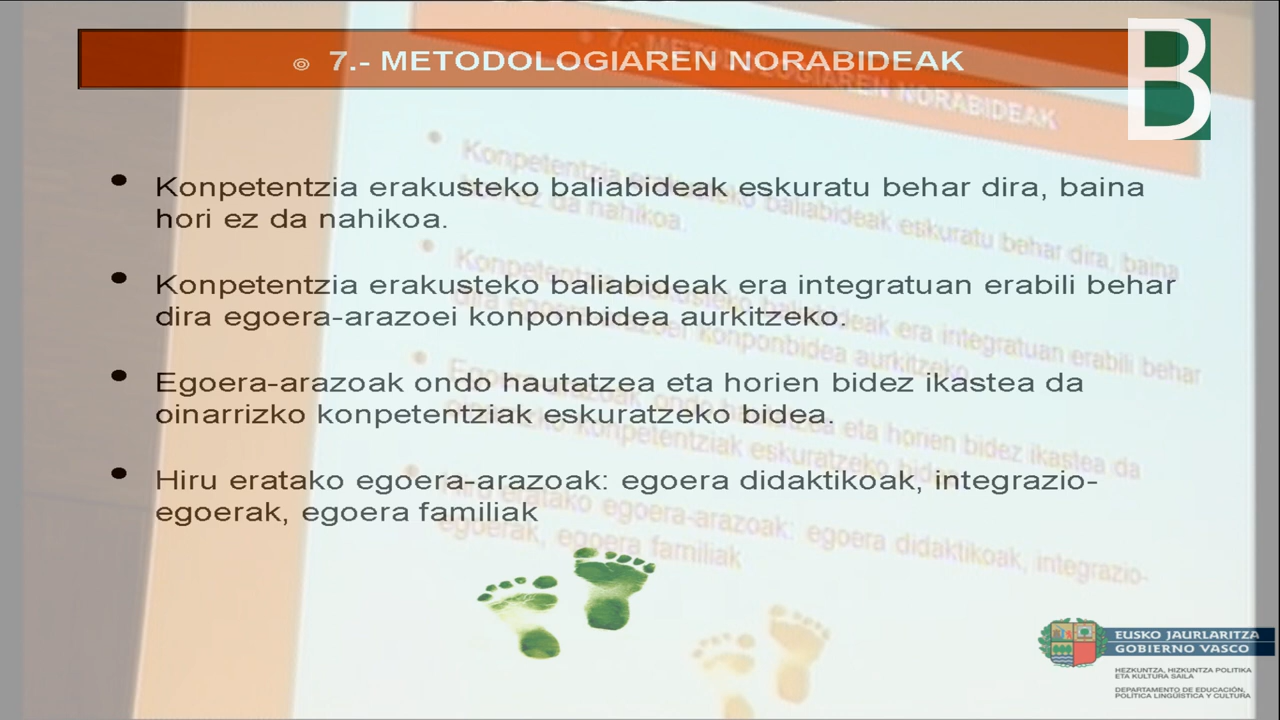 7.- METODOLOGIAREN NORABIDEAK
B
Konpetentzia erakusteko baliabideak eskuratu behar dira, baina
hori ez da nahikoa.
Konpetentzia erakusteko baliabideak era integratuan erabili behar
dira egoera-arazoei konponbidea aurkitzeko.
Egoera-arazoak ondo hautatzea eta horien bidez ikastea da
oinarrizko konpetentziak eskuratzeko bidea.
Hiru eratako egoera-arazoak: egoera didaktikoak, integrazio-
egoerak, egoera familiak
EUSKO JAURLARITZA
GOBIERNO VASCO
HEZKUNTZA, HIZKUNTZA POLITIKA
ETA KULTURA SAILA
DEPARTAMENTO DE EDUCACIÓN,
POLÍTICA LINGÜÍSTICA Y CULTURA